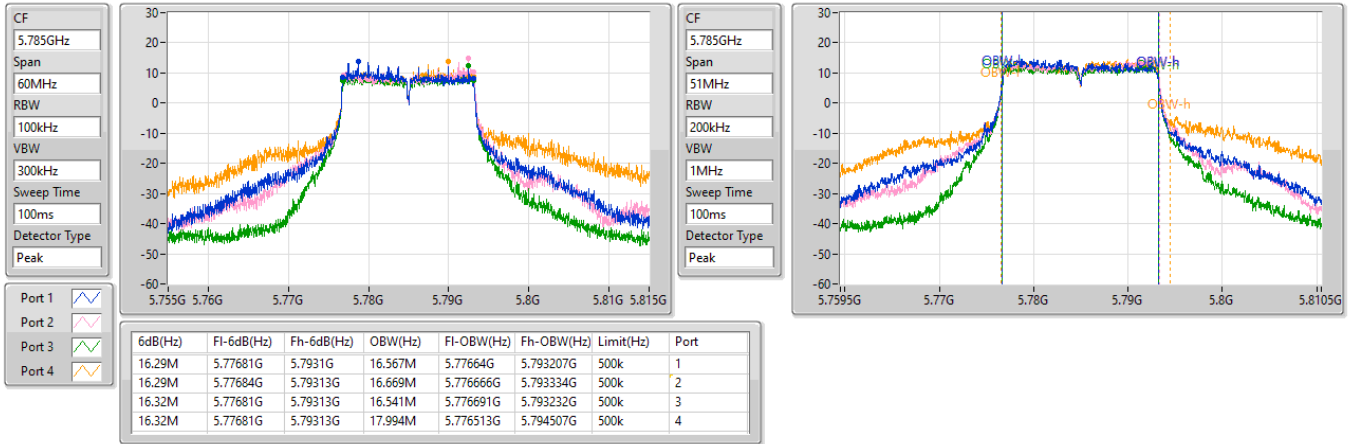 CF
5.785GHz
Span
60MHz
RBW
100kHz
VBW
300kHz
Sweep Time
100ms
Detector Type
Peak
30
20
10
0
-10
-20
-30
-40
-50
-60
5.755G 5.76G 5.77G 5.78G 5.79G 5.8G 5.81G 5.815G
CF
5.785GHz
Span
51MHz
RBW
200kHz
VBW
1MHz
Sweep Time
100ms
Detector Type
Peak
30
20
10
0
-10
-20
-30
-40
-50
-60
OBW-h
OBW-h
5.7595G 5.77G 5.78G 5.79G 5.8G 5.8105G
Port 1
Port 2
Port 3
Port 4
6dB(Hz) Fl-6dB(Hz) Fh-6dB(Hz) OBW(Hz) Fl-OBW(Hz) Fh-OBW(Hz) Limit(Hz) Port
16.29M 5.77681G 5.7931G 16.567M 5.77664G 5.793207G 500k 1
16.29M 5.77684G 5.79313G 16.669M 5.776666G 5.793334G 500k 2
16.32M 5.77681G 5.79313G 16.541M 5.776691G 5.793232G 500k 3
16.32M 5.77681G 5.79313G 17.994M 5.776513G 5.794507G 500k 4